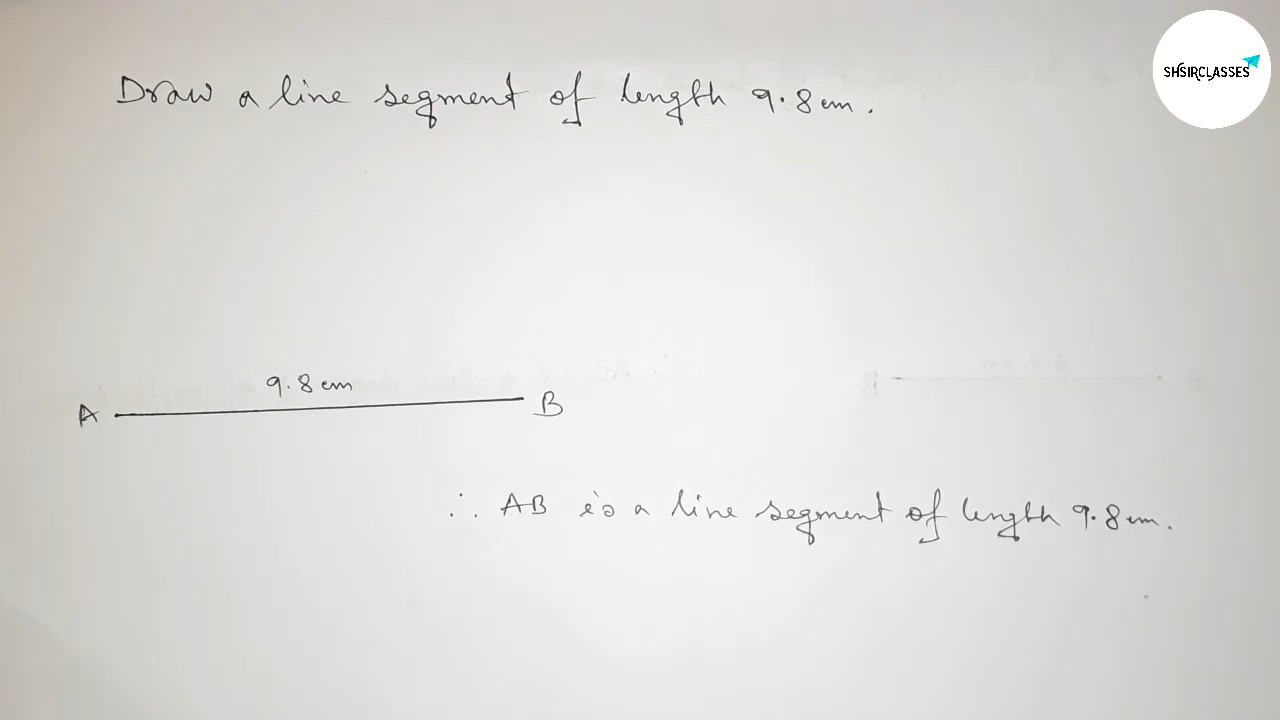 SHSIRCLASSES
Draw a line segment of length 9.8 cm.
9.8 cm
A B
∴ AB is a line segment of length 9.8 cm.